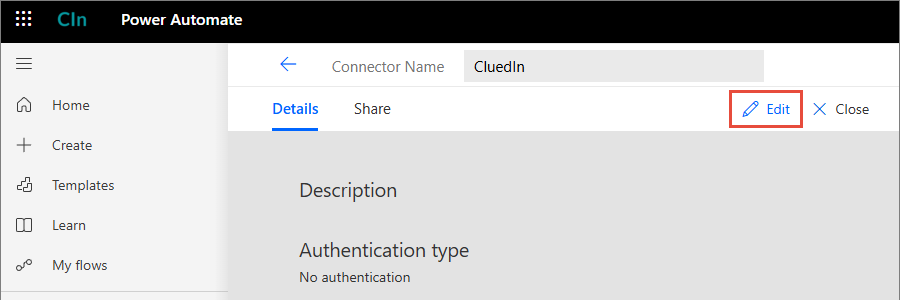 CIn Power Automate
Connector Name CluedIn
Home
Details Share Edit Close
Create
Templates
Description
Learn
Authentication type
My flows
No authentication